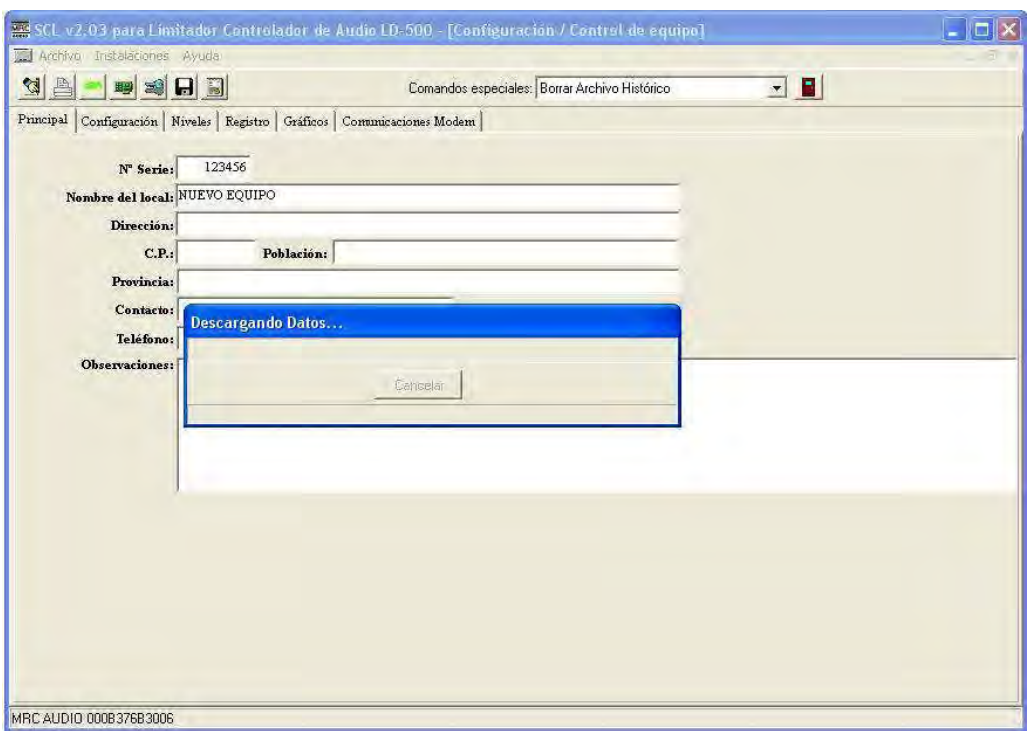 MRC SCL v2.03 para Limitador Controlador de Audio LD-500 - [Configuración / Control de equipo]
Archivo Instalaciones Ayuda
Comandos especiales: Borrar Archivo Histórico
Principal Configuración Niveles Registro Gráficos Comunicaciones Modem
Nº Serie: 123456
Nombre del local: NUEVO EQUIPO
Dirección:
C.P.: Población:
Provincia:
Contacto:
Descargando Datos...
Teléfono:
Observaciones:
Cancelar
MRC AUDIO 000B376B3006